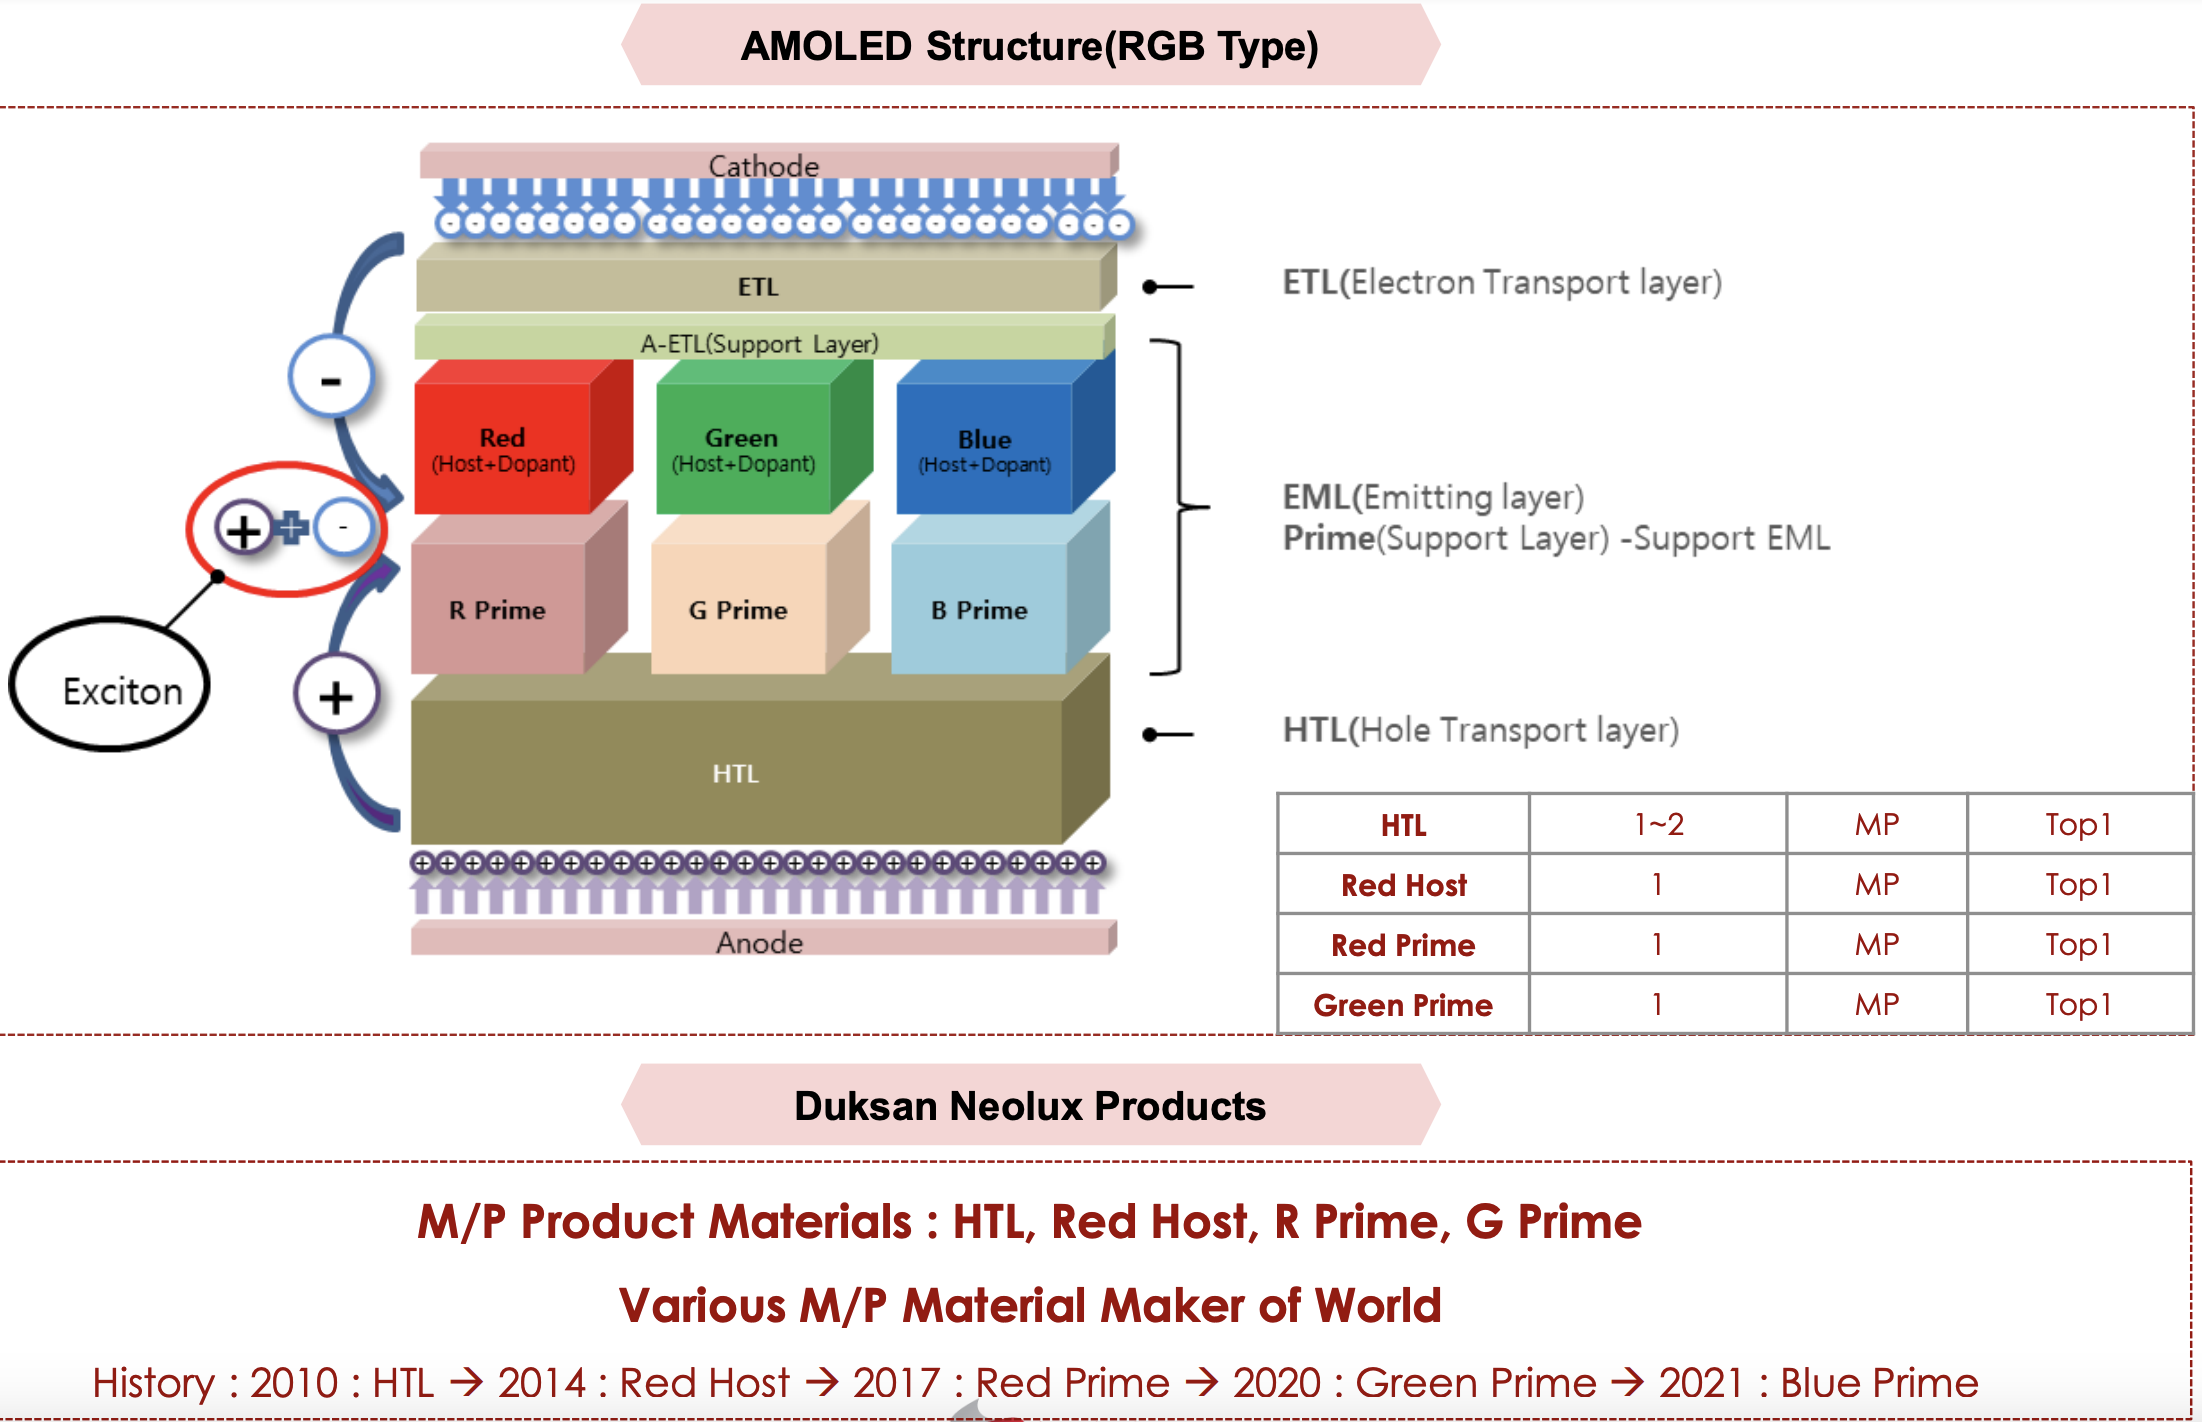 AMOLED Structure(RGB Type)
Cathode
ETL
A-ETL(Support Layer)
Red
(Host+Dopant)
Green
(Host+Dopant)
Blue
(Host+Dopant)
R Prime
G Prime
B Prime
HTL
Anode
Exciton
ETL(Electron Transport layer)
EML(Emitting layer)
Prime(Support Layer) -Support EML
HTL(Hole Transport layer)
HTL 1~2 MP Top1
Red Host 1 MP Top1
Red Prime 1 MP Top1
Green Prime 1 MP Top1
Duksan Neolux Products
M/P Product Materials : HTL, Red Host, R Prime, G Prime
Various M/P Material Maker of World
History : 2010 : HTL → 2014 : Red Host → 2017 : Red Prime → 2020 : Green Prime → 2021 : Blue Prime